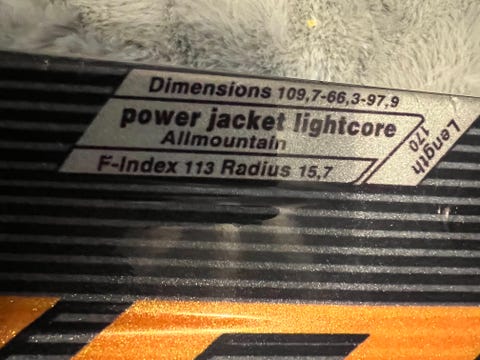 Dimensions 109,7-66,3-97,9
power jacket lightcore
Allmountain
F-Index 113 Radius 15,7
Length
170